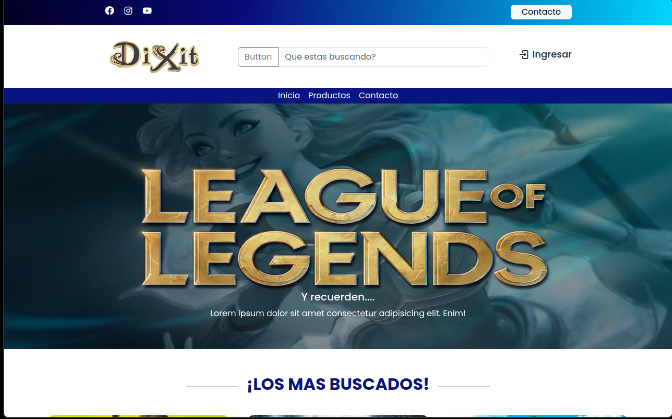 Contacto
Dixit
Button
Que estas buscando?
Ingresar
Inicio Productos Contacto
LEAGUE OF
LEGENDS
Y recuerden....
Lorem ipsum dolor sit amet consectetur adipisicing elit. Enim!
¡LOS MAS BUSCADOS!